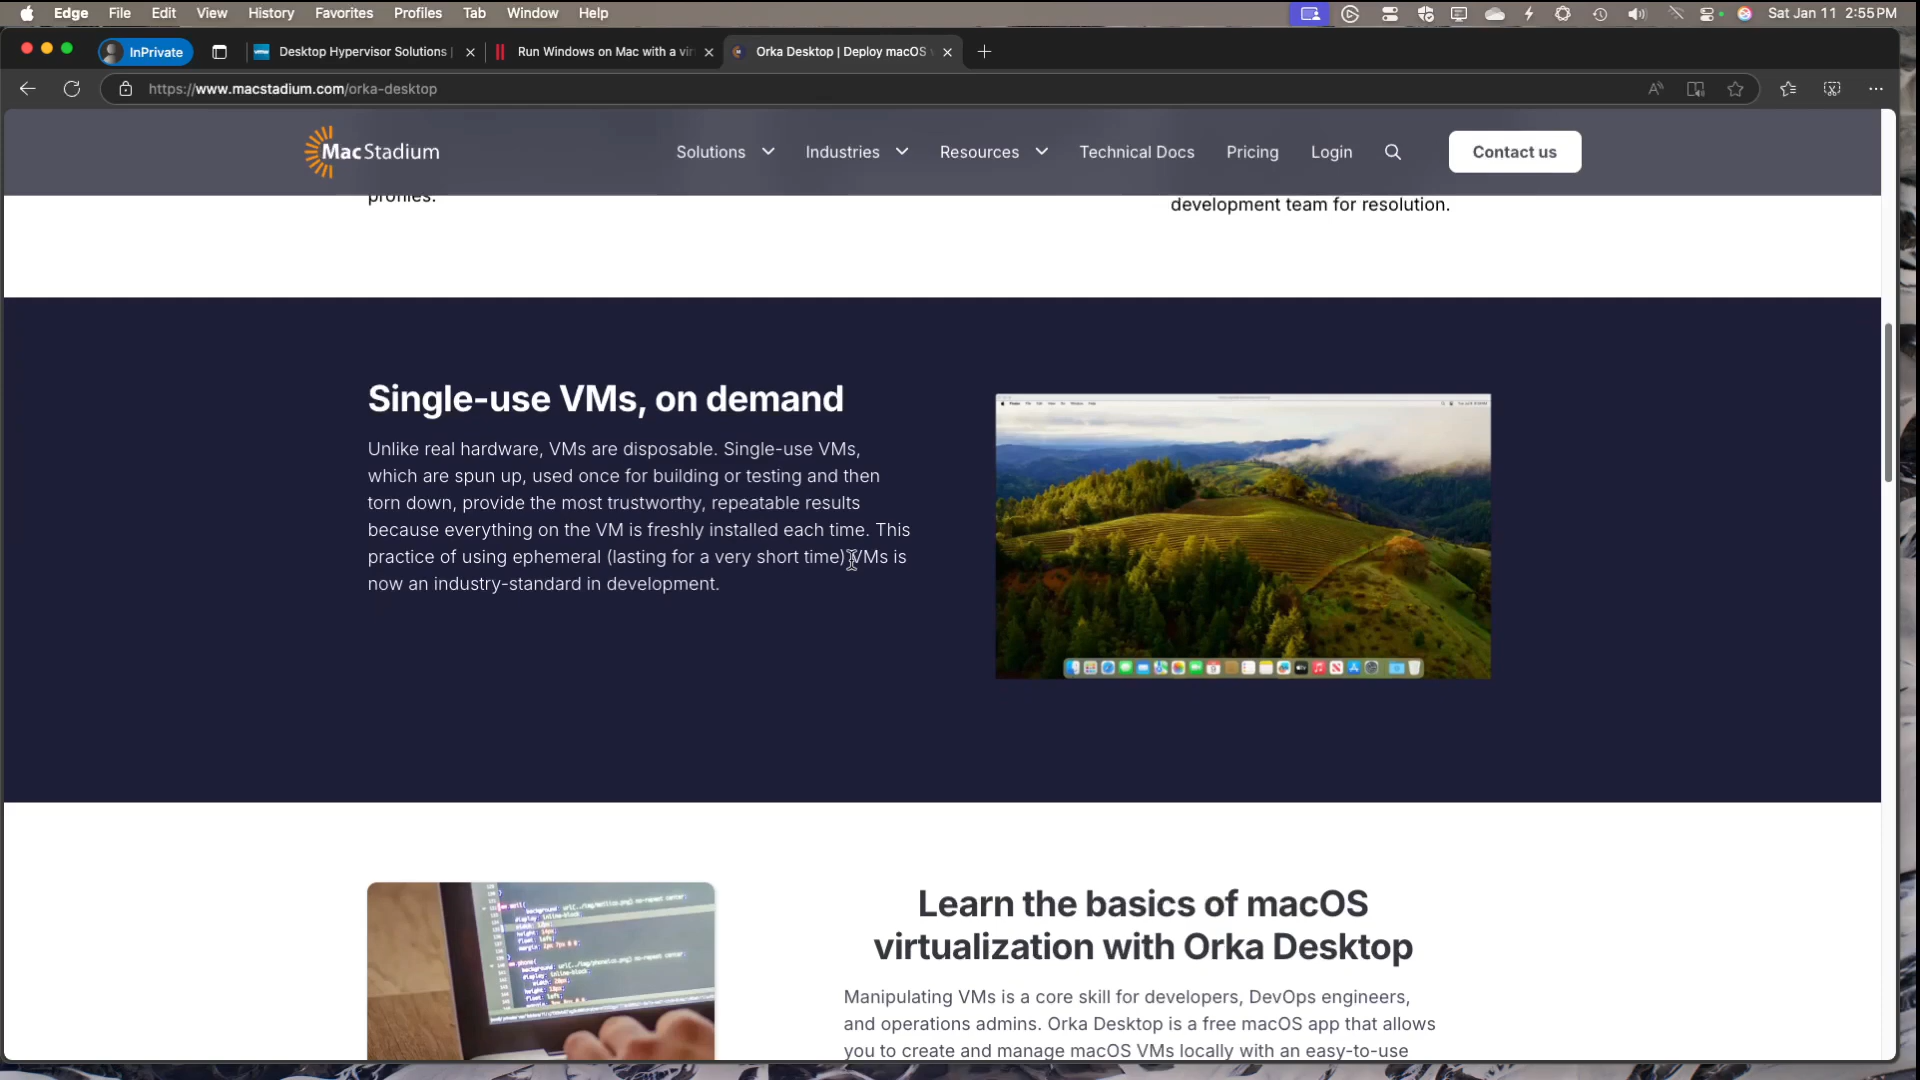 Edge File Edit View History Favorites Profiles Tab Window Help Sat Jan 11 2:55 PM
InPrivate Desktop Hypervisor Solutions | Run Windows on Mac with a vir Orka Desktop | Deploy macOS
https://www.macstadium.com/orka-desktop
MacStadium Solutions Industries Resources Technical Docs Pricing Login Contact us
profiles.
development team for resolution.
Single-use VMs, on demand
Unlike real hardware, VMs are disposable. Single-use VMs,
which are spun up, used once for building or testing and then
torn down, provide the most trustworthy, repeatable results
because everything on the VM is freshly installed each time. This
practice of using ephemeral (lasting for a very short time) VMs is
now an industry-standard in development.
Learn the basics of macOS
virtualization with Orka Desktop
Manipulating VMs is a core skill for developers, DevOps engineers,
and operations admins. Orka Desktop is a free macOS app that allows
you to create and manage macOS VMs locally with an easy-to-use